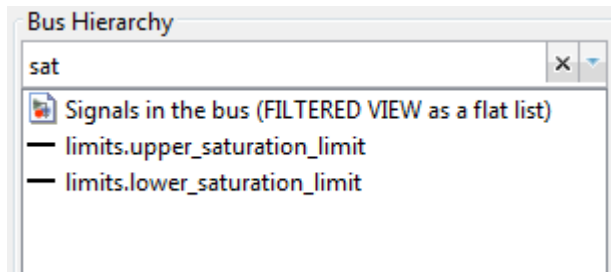 Bus Hierarchy
sat
Signals in the bus (FILTERED VIEW as a flat list)
limits.upper_saturation_limit
limits.lower_saturation_limit